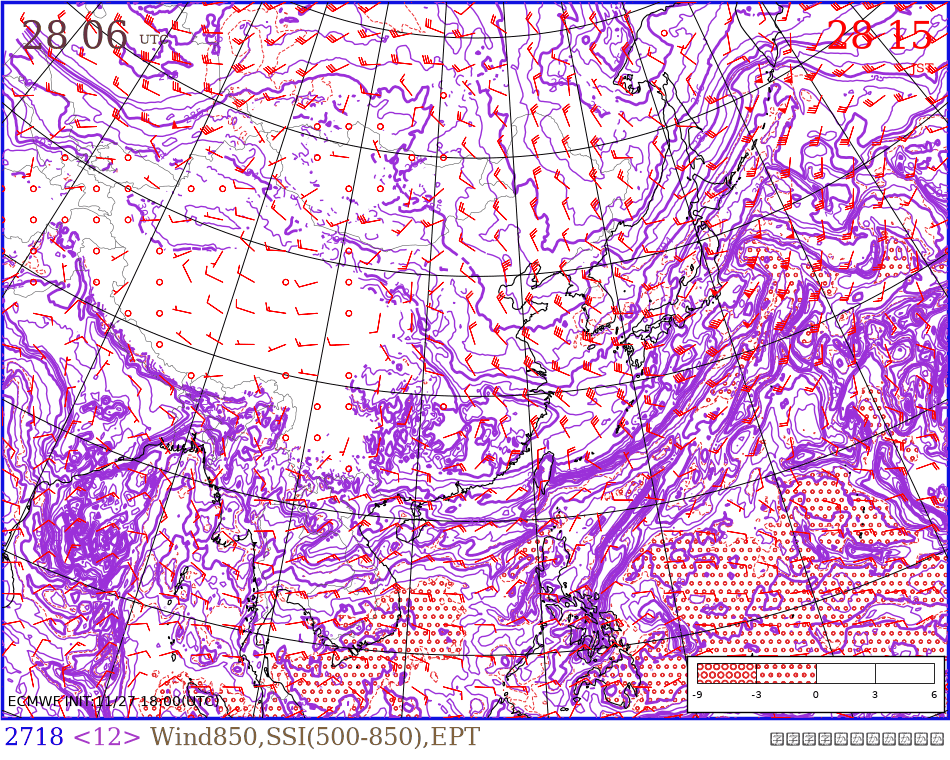 28 06 UTC
28 15
JST
-9 -3 0 3 6
ECMWF INIT:11/27 18:00(UTC)
2718 <12> Wind850,SSI(500-850),EPT